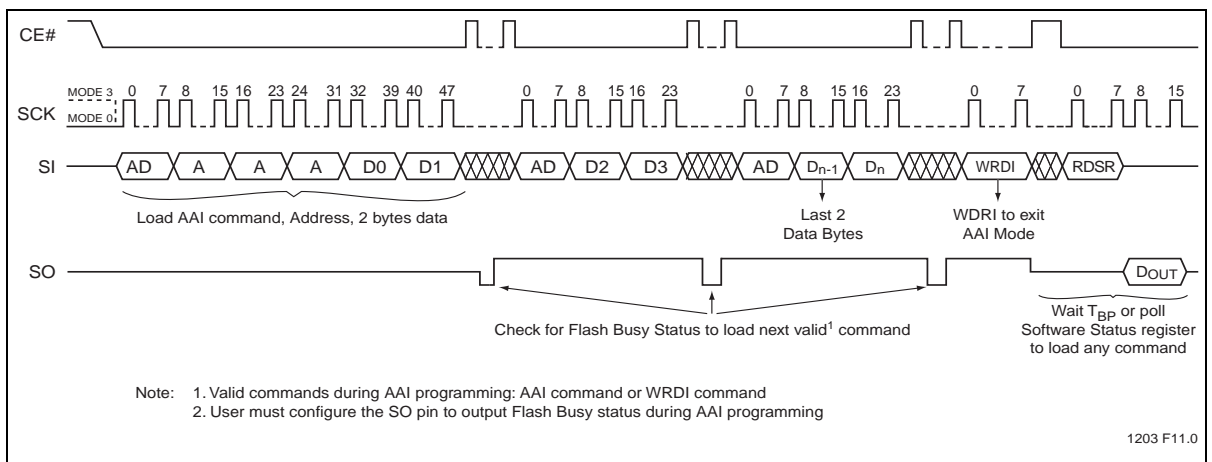 CE#
MODE 3 0 7 8 15 16 23 24 31 32 39 40 47 0 7 8 15 16 23 0 7 8 15 16 23 0 7 0 7 8 15
SCK MODE 0
SI AD A A A D0 D1 AD D2 D3 AD Dn-1 Dn WRDI RDSR
Load AAI command, Address, 2 bytes data
Last 2
Data Bytes
WDRI to exit
AAI Mode
SO DOUT
Check for Flash Busy Status to load next valid1 command
Wait TBP or poll
Software Status register
to load any command
Note: 1. Valid commands during AAI programming: AAI command or WRDI command
2. User must configure the SO pin to output Flash Busy status during AAI programming
1203 F11.0